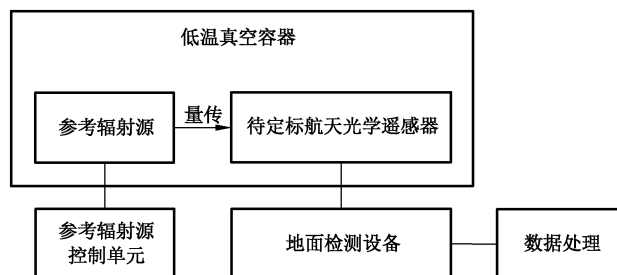 低温真空容器
参考辐射源
量传
待定标航天光学遥感器
参考辐射源
控制单元
地面检测设备
数据处理